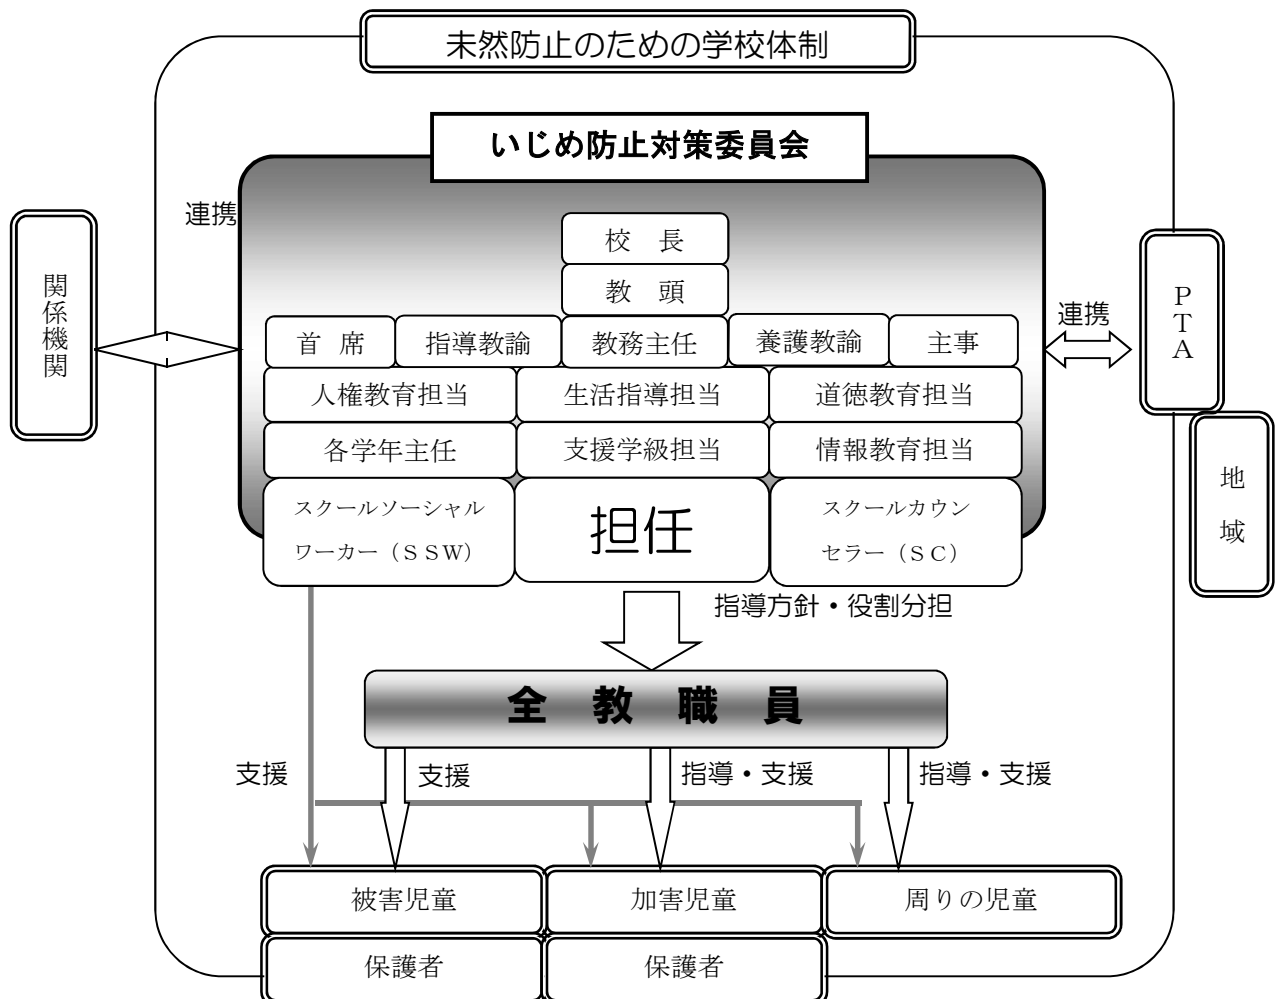 未然防止のための学校体制
いじめ防止対策委員会
連携
関係機関
校 長
教 頭
首 席
指導教諭
教務主任
養護教諭
主事
人権教育担当
生活指導担当
道徳教育担当
各学年主任
支援学級担当
情報教育担当
スクールソーシャル
ワーカー（ＳＳＷ）
担任
スクールカウン
セラー（ＳＣ）
連携
ＰＴＡ
地 域
指導方針・役割分担
全 教 職 員
支援
支援
指導・支援
指導・支援
被害児童
加害児童
周りの児童
保護者
保護者